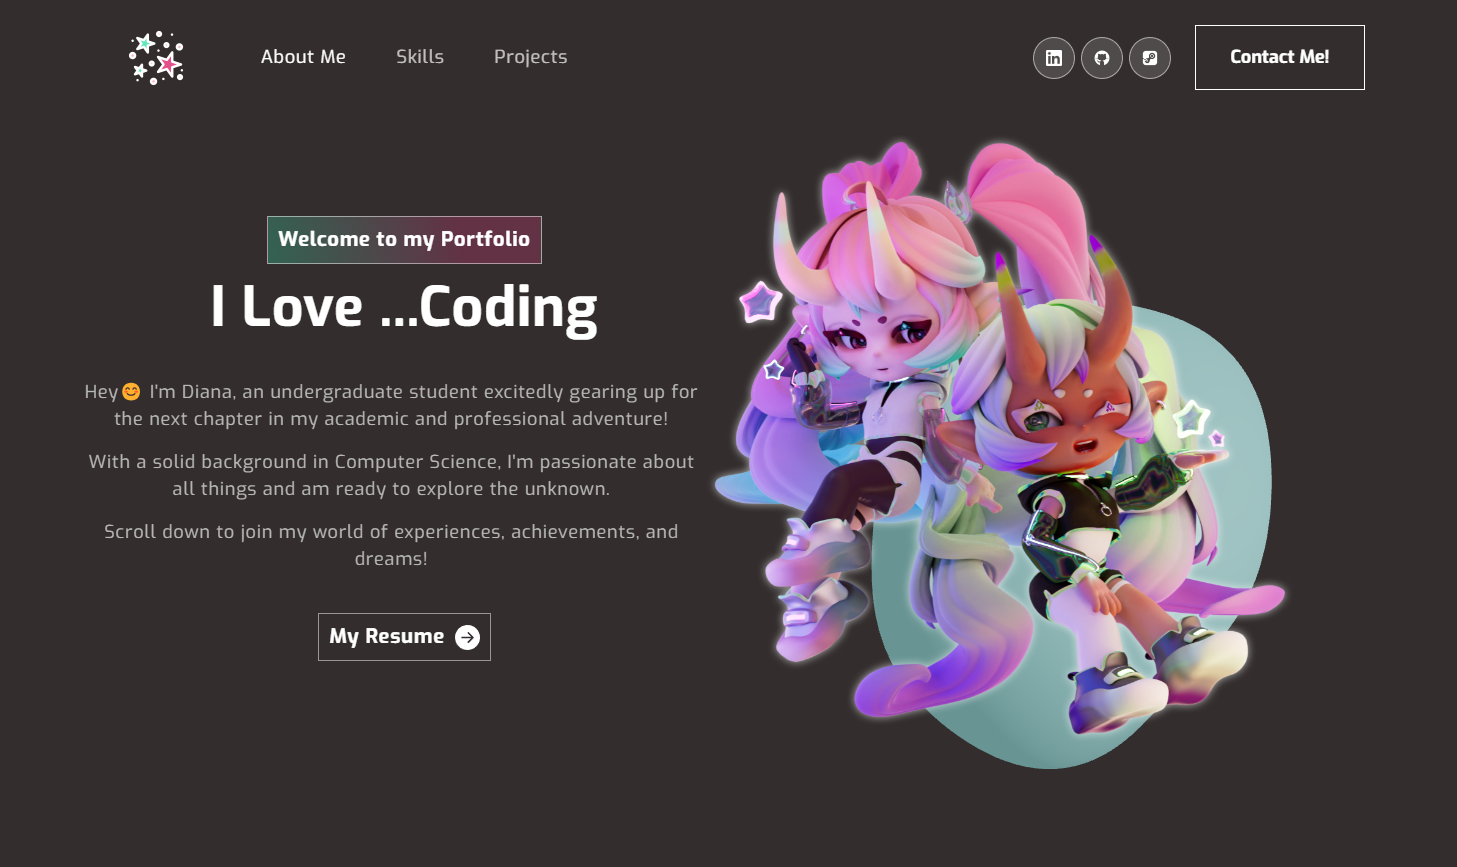 About Me
Skills
Projects
Contact Me!
Welcome to my Portfolio
I Love ...Coding
Hey😊 I'm Diana, an undergraduate student excitedly gearing up for
the next chapter in my academic and professional adventure!
With a solid background in Computer Science, I'm passionate about
all things and am ready to explore the unknown.
Scroll down to join my world of experiences, achievements, and
dreams!
My Resume